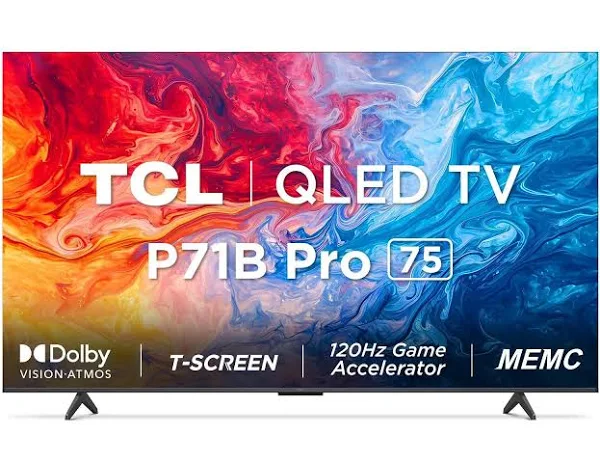 TCL | QLED TV
P71B Pro 75
Dolby
VISION·ATMOS
T-SCREEN
120Hz Game
Accelerator
MEMC